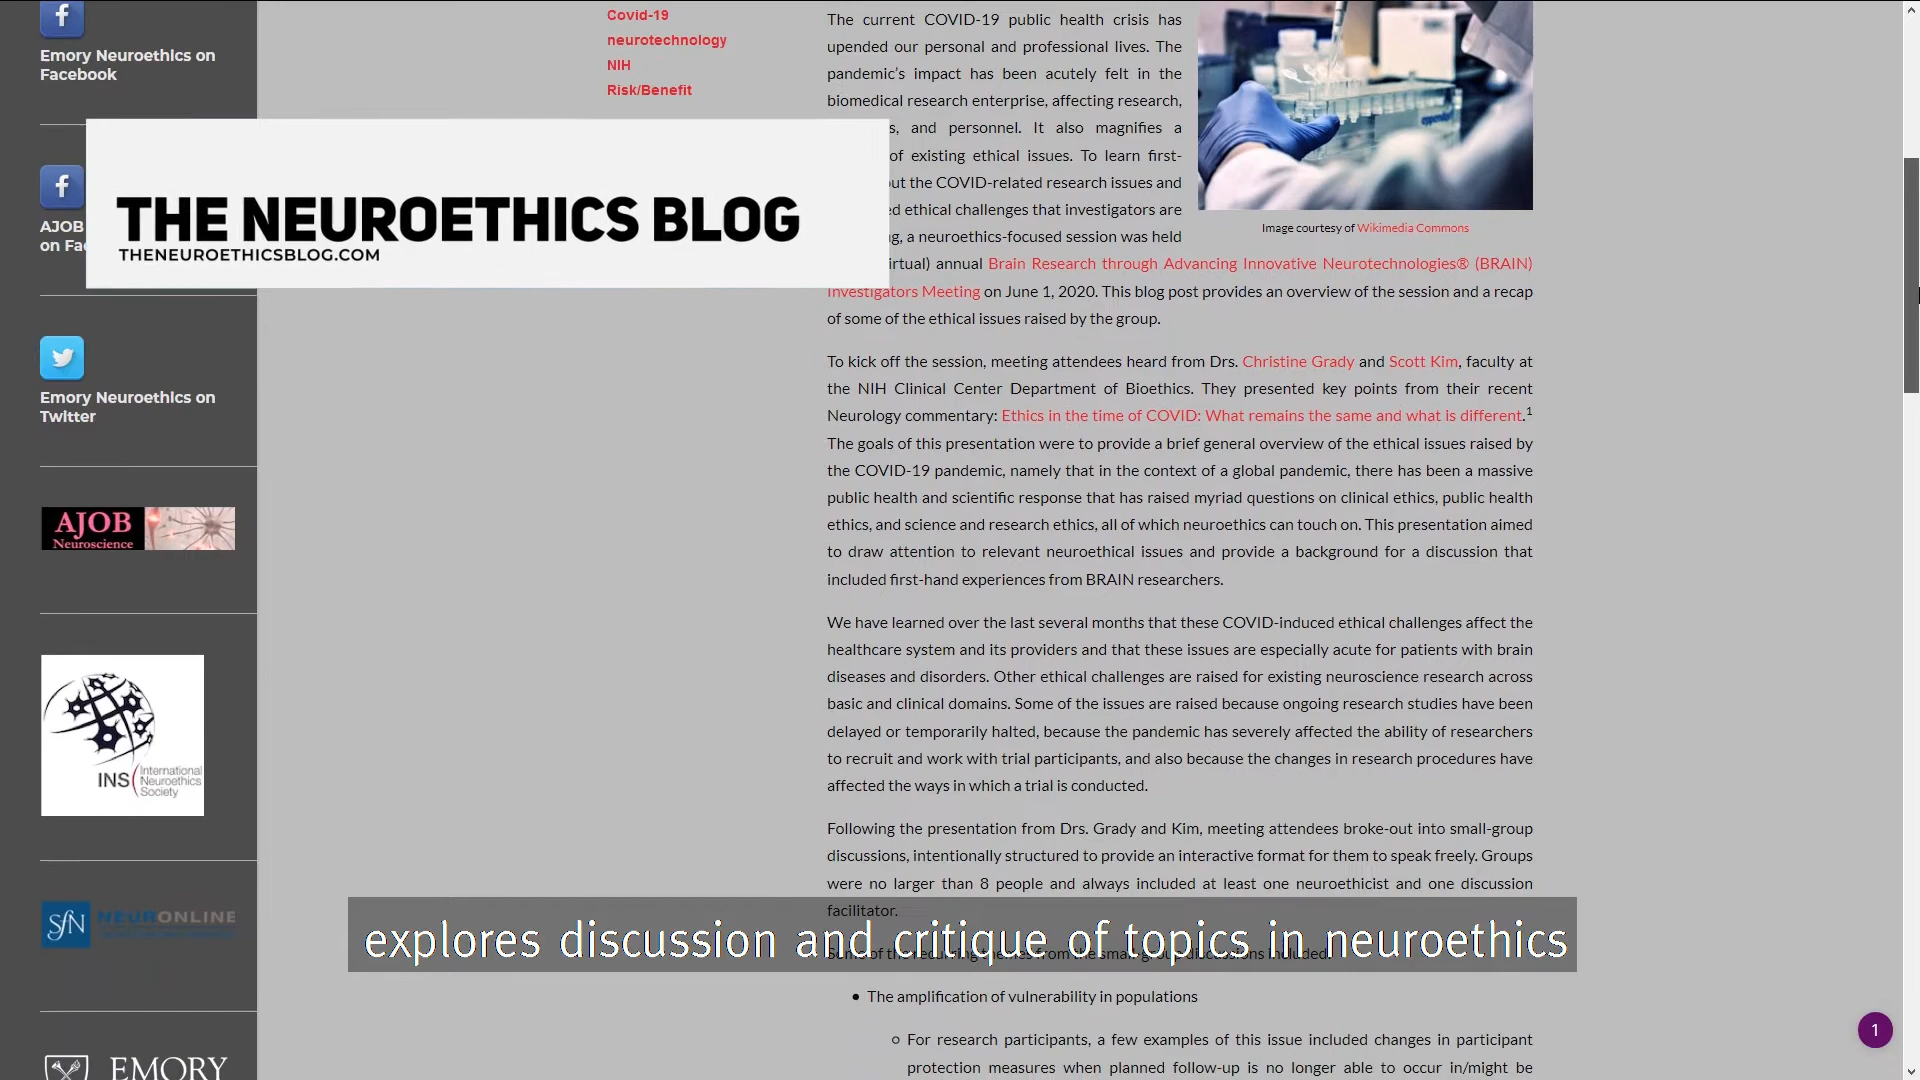 Emory Neuroethics on
Facebook
AJOB
on Fa
Emory Neuroethics on
Twitter
AJOB
Neuroscience
INS
International
Neuroethics
Society
SfN NEURONLINE
EMORY
Covid-19
neurotechnology
NIH
Risk/Benefit
THE NEUROETHICS BLOG
THENEUROETHICSBLOG.COM
The current COVID-19 public health crisis has
upended our personal and professional lives. The
pandemic's impact has been acutely felt in the
biomedical research enterprise, affecting research,
s, and personnel. It also magnifies a
of existing ethical issues. To learn first-
ut the COVID-related research issues and
ed ethical challenges that investigators are
g, a neuroethics-focused session was held
irtual) annual Brain Research through Advancing Innovative Neurotechnologies® (BRAIN)
Investigators Meeting on June 1, 2020. This blog post provides an overview of the session and a recap
of some of the ethical issues raised by the group.
Image courtesy of Wikimedia Commons
To kick off the session, meeting attendees heard from Drs. Christine Grady and Scott Kim, faculty at
the NIH Clinical Center Department of Bioethics. They presented key points from their recent
Neurology commentary: Ethics in the time of COVID: What remains the same and what is different.1
The goals of this presentation were to provide a brief general overview of the ethical issues raised by
the COVID-19 pandemic, namely that in the context of a global pandemic, there has been a massive
public health and scientific response that has raised myriad questions on clinical ethics, public health
ethics, and science and research ethics, all of which neuroethics can touch on. This presentation aimed
to draw attention to relevant neuroethical issues and provide a background for a discussion that
included first-hand experiences from BRAIN researchers.
We have learned over the last several months that these COVID-induced ethical challenges affect the
healthcare system and its providers and that these issues are especially acute for patients with brain
diseases and disorders. Other ethical challenges are raised for existing neuroscience research across
basic and clinical domains. Some of the issues are raised because ongoing research studies have been
delayed or temporarily halted, because the pandemic has severely affected the ability of researchers
to recruit and work with trial participants, and also because the changes in research procedures have
affected the ways in which a trial is conducted.
Following the presentation from Drs. Grady and Kim, meeting attendees broke-out into small-group
discussions, intentionally structured to provide an interactive format for them to speak freely. Groups
were no larger than 8 people and always included at least one neuroethicist and one discussion
facilitator.
Some of the recurring themes from the small-group discussions included:
explores discussion and critique of topics in neuroethics
• The amplification of vulnerability in populations
o For research participants, a few examples of this issue included changes in participant
protection measures when planned follow-up is no longer able to occur in/might be
1